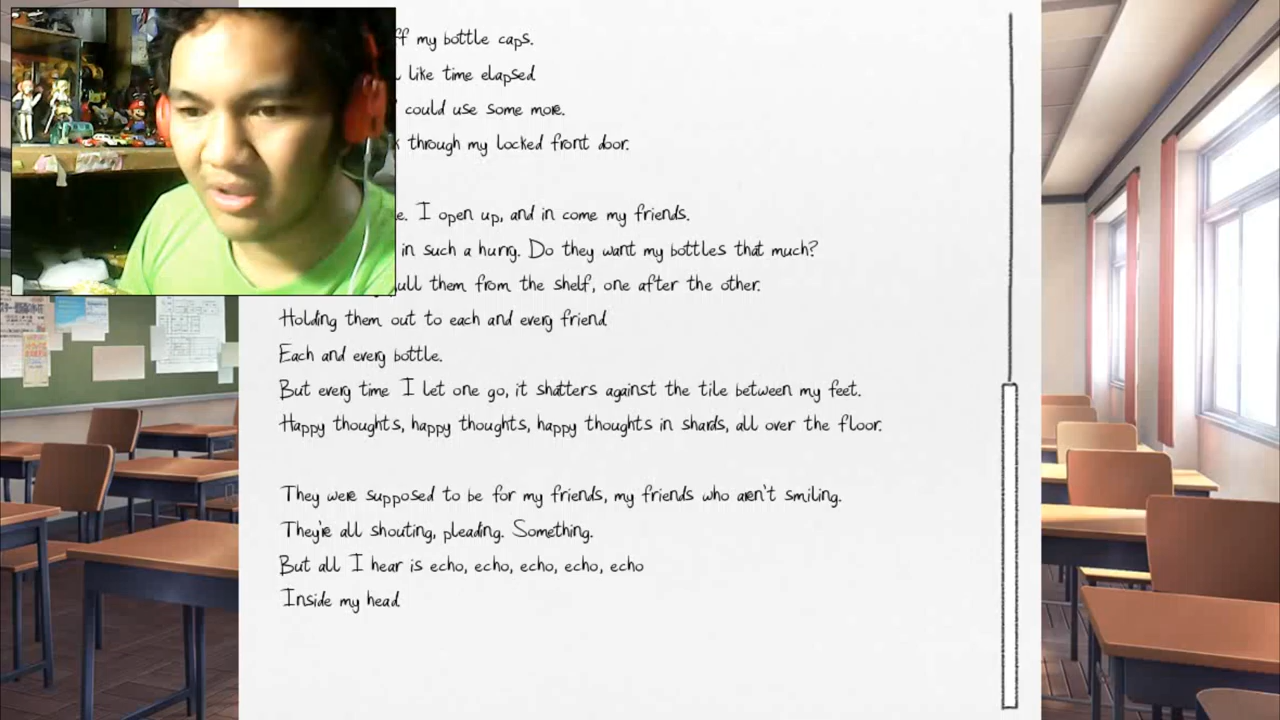 my bottle caps.
like time elapsed
could use some more.
through my locked front door.
I open up, and in come my friends.
in such a hurry. Do they want my bottles that much?
them from the shelf, one after the other.
Holding them out to each and every friend
Each and every bottle.
But every time I let one go, it shatters against the tile between my feet.
Happy thoughts, happy thoughts, happy thoughts in shards, all over the floor.
They were supposed to be for my friends, my friends who aren't smiling.
They're all shouting, pleading. Something.
But all I hear is echo, echo, echo, echo, echo
Inside my head